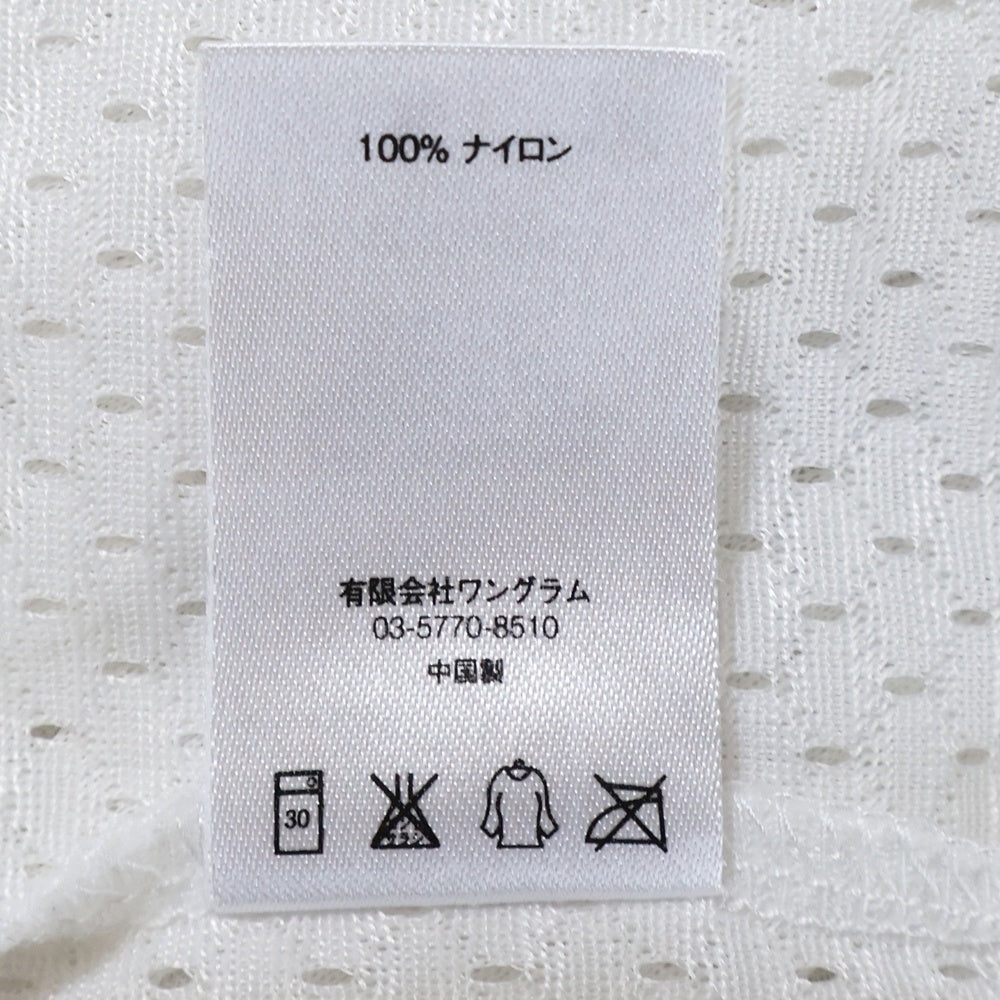 100% ナイロン
有限会社ワングラム
03-5770-8510
中国製
30